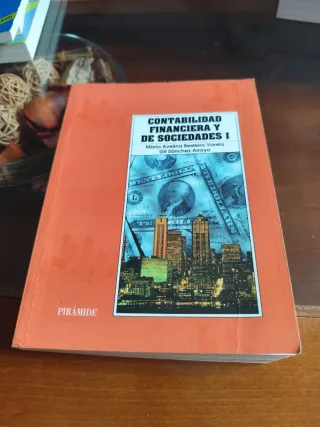 CONTABILIDAD
FINANCIERA Y
DE SOCIEDADES I
María Avelina Besteiro Varela
Gil Sánchez Arroyo
PIRÁMIDE